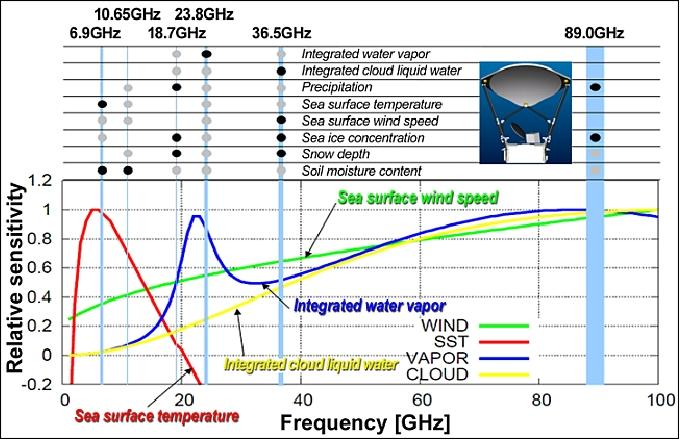 10.65GHz 23.8GHz
6.9GHz 18.7GHz 36.5GHz 89.0GHz
Integrated water vapor
Integrated cloud liquid water
Precipitation
Sea surface temperature
Sea surface wind speed
Sea ice concentration
Snow depth
Soil moisture content
1.2
1
0.8
0.6
0.4
0.2
0
-0.2
Relative sensitivity
Sea surface wind speed
Integrated water vapor
Integrated cloud liquid water
Sea surface temperature
WIND
SST
VAPOR
CLOUD
0 20 40 60 80 100
Frequency [GHz]